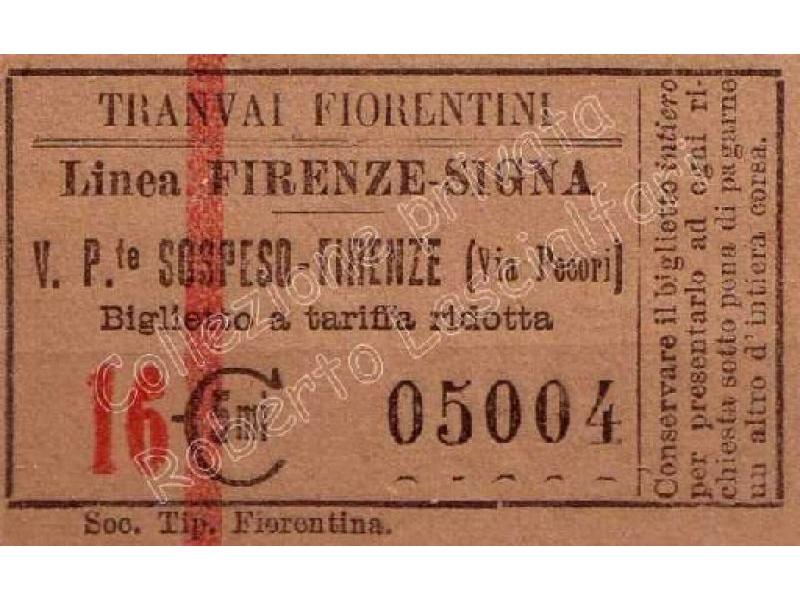 TRANVAI FIORENTINI
Linea FIRENZE-SIGNA
V. P.te SOSPESO-FIRENZE (Via Pecori)
Biglietto a tariffa ridotta
16 Cmi
05004
Soc. Tip. Fiorentina.
Conservare il biglietto intiero
per presentarlo ad ogni ri-
chiesta sotto pena di pagarne
un altro d'intiera corsa.
Collezione privata
Roberto Lascialfari